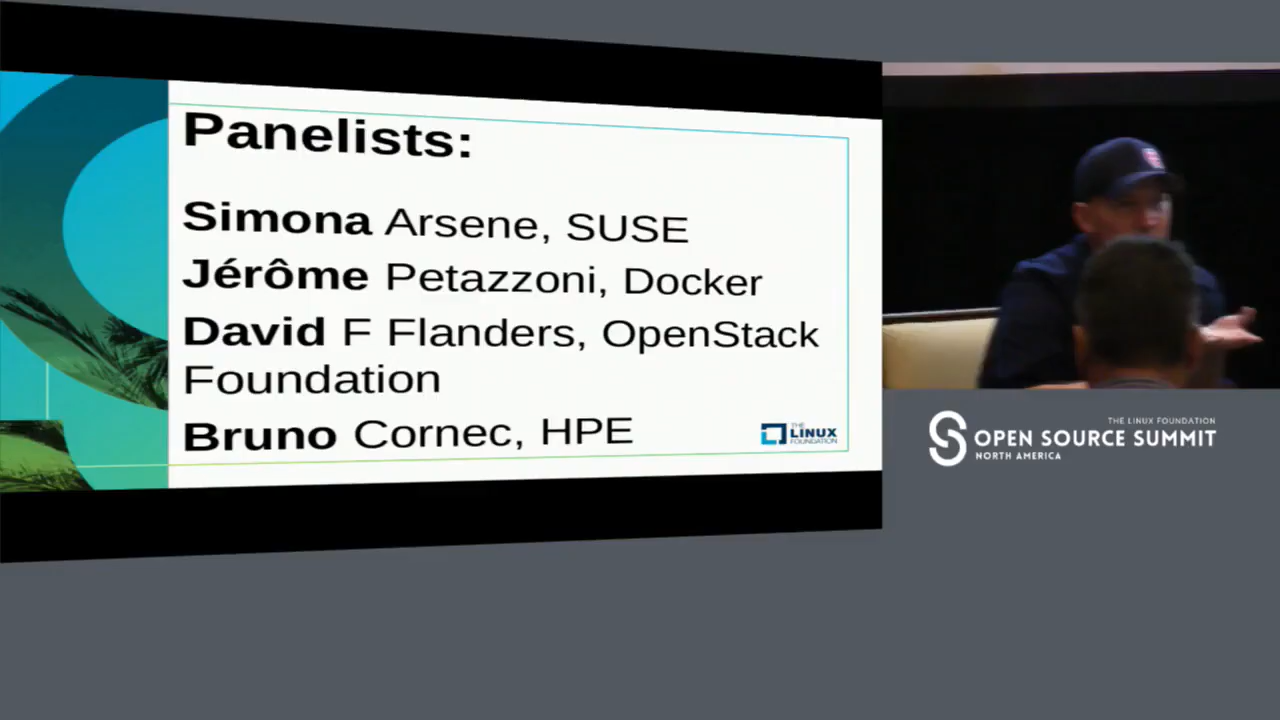 Panelists:
Simona Arsene, SUSE
Jérôme Petazzoni, Docker
David F Flanders, OpenStack
Foundation
Bruno Cornec, HPE
THE
LINUX
FOUNDATION
THE LINUX FOUNDATION
OPEN SOURCE SUMMIT
NORTH AMERICA